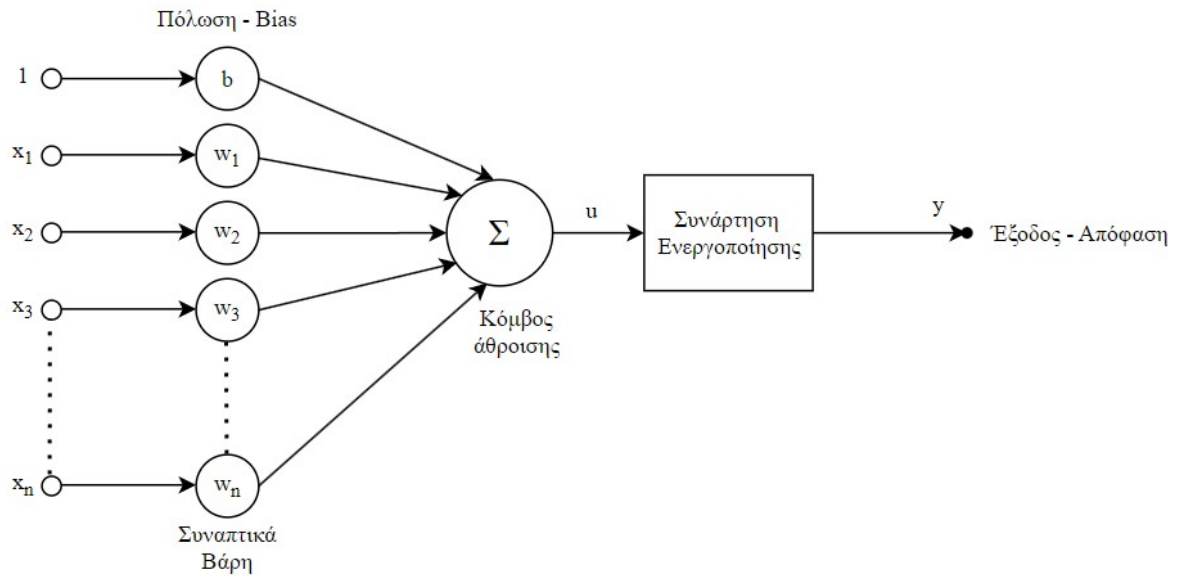 Πόλωση - Bias
1
b
x1
w1
x2
w2
Σ
u
Συνάρτηση
Ενεργοποίησης
y
Έξοδος - Απόφαση
x3
w3
Κόμβος
άθροισης
xn
wn
Συναπτικά
Βάρη